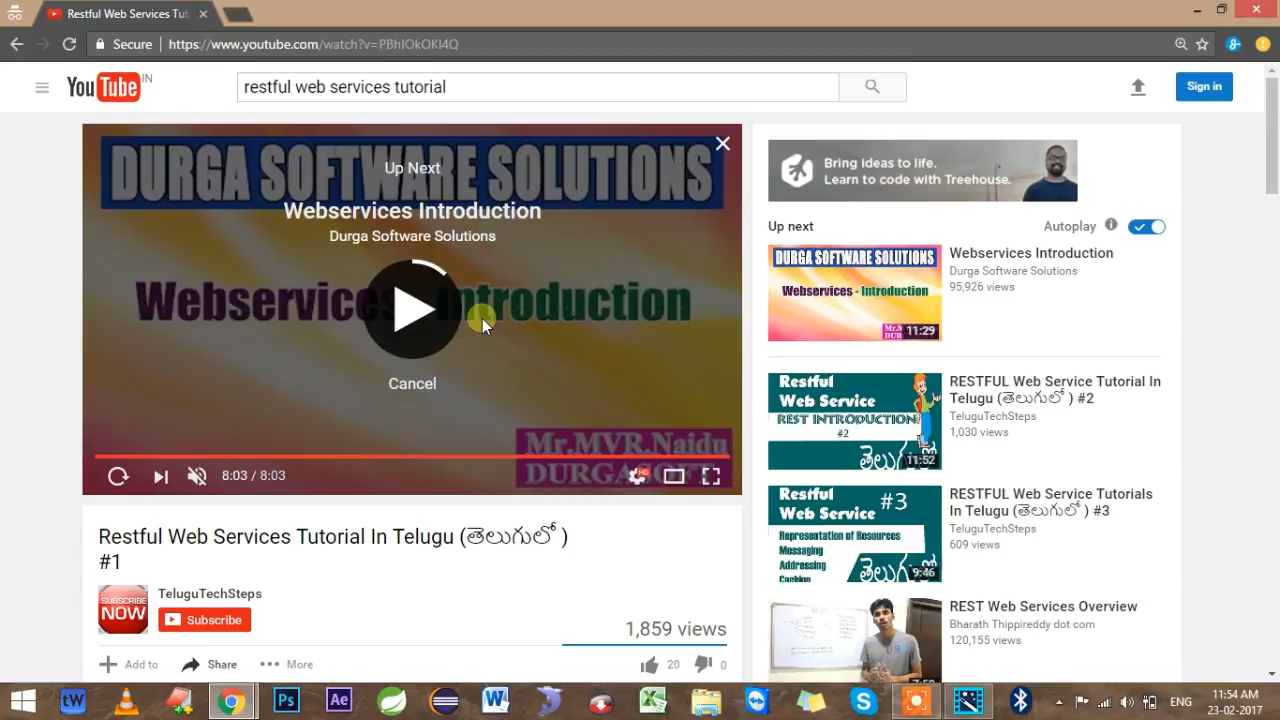 Restful Web Services Tut
Secure
https://www.youtube.com/watch?v=PBhIOkOKl4Q
YouTube IN
restful web services tutorial
Sign in
DURGA SOFTWARE SOLUTIONS
Up Next
Webservices Introduction
Durga Software Solutions
Webservices Introduction
Cancel
Mr.MVR.Naidu
DURGASOFT
8:03 / 8:03
HD
Restful Web Services Tutorial In Telugu (తెలుగులో )
#1
SUBSCRIBE
NOW
TeluguTechSteps
Subscribe
1,859 views
Add to
Share
More
20
0
Bring ideas to life.
Learn to code with Treehouse.
Up next
Autoplay
DURGA SOFTWARE SOLUTIONS
Webservices - Introduction
11:29
Webservices Introduction
Durga Software Solutions
95,926 views
Restful
Web Service
REST INTRODUCTION
#2
తెలుగు
11:52
RESTFUL Web Service Tutorial In
Telugu (తెలుగులో ) #2
TeluguTechSteps
1,030 views
Restful
Web Service
#3
Representation of Resources
Messaging
Addressing
Caching
తెలుగు
9:46
RESTFUL Web Service Tutorials
In Telugu (తెలుగులో ) #3
TeluguTechSteps
609 views
REST Web Services Overview
Bharath Thippireddy dot com
120,155 views
tW
Ps
Ae
ENG
11:54 AM
23-02-2017